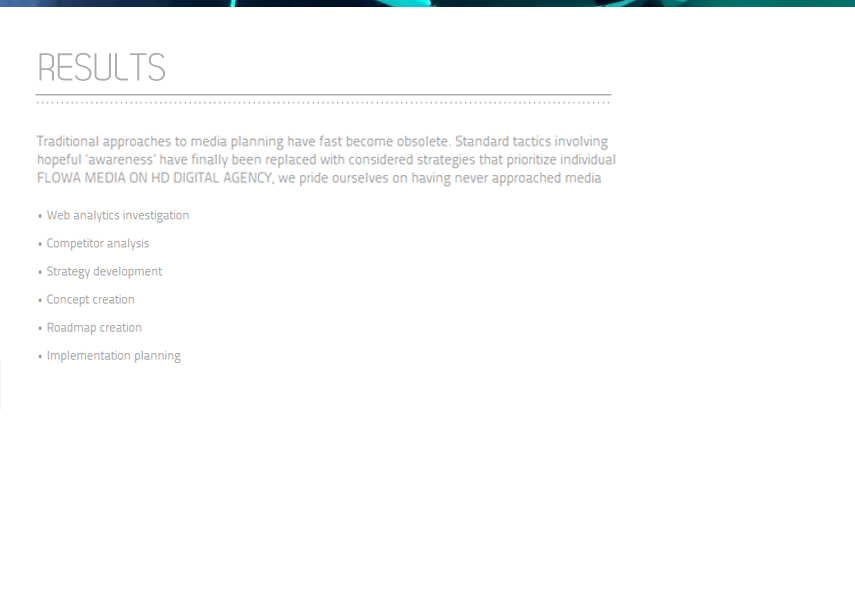 RESULTS
Traditional approaches to media planning have fast become obsolete. Standard tactics involving
hopeful 'awareness' have finally been replaced with considered strategies that prioritize individual
FLOWA MEDIA ON HD DIGITAL AGENCY, we pride ourselves on having never approached media
• Web analytics investigation
• Competitor analysis
• Strategy development
• Concept creation
• Roadmap creation
• Implementation planning